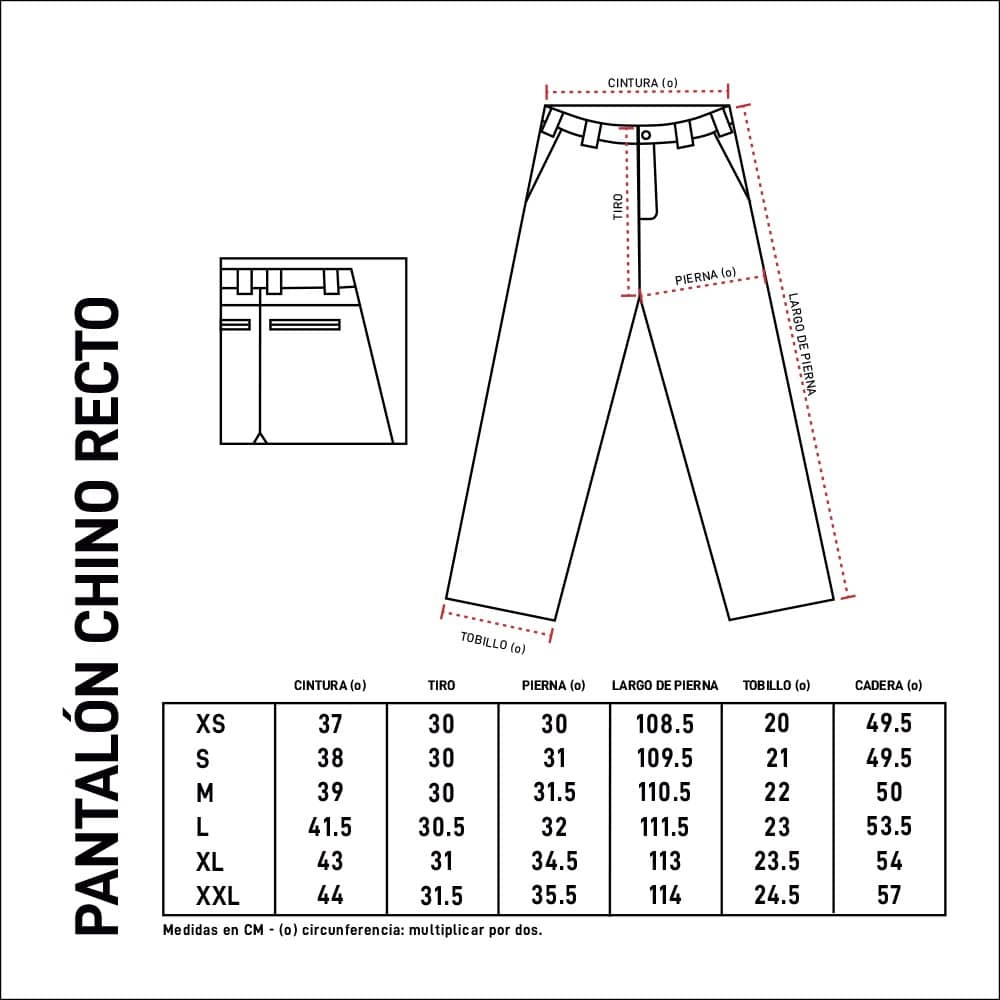 PANTALÓN CHINO RECTO
CINTURA (o)
TIRO
PIERNA (o)
LARGO DE PIERNA
TOBILLO (o)
CINTURA (o) TIRO PIERNA (o) LARGO DE PIERNA TOBILLO (o) CADERA (o)
XS 37 30 30 108.5 20 49.5
S 38 30 31 109.5 21 49.5
M 39 30 31.5 110.5 22 50
L 41.5 30.5 32 111.5 23 53.5
XL 43 31 34.5 113 23.5 54
XXL 44 31.5 35.5 114 24.5 57
Medidas en CM - (o) circunferencia: multiplicar por dos.